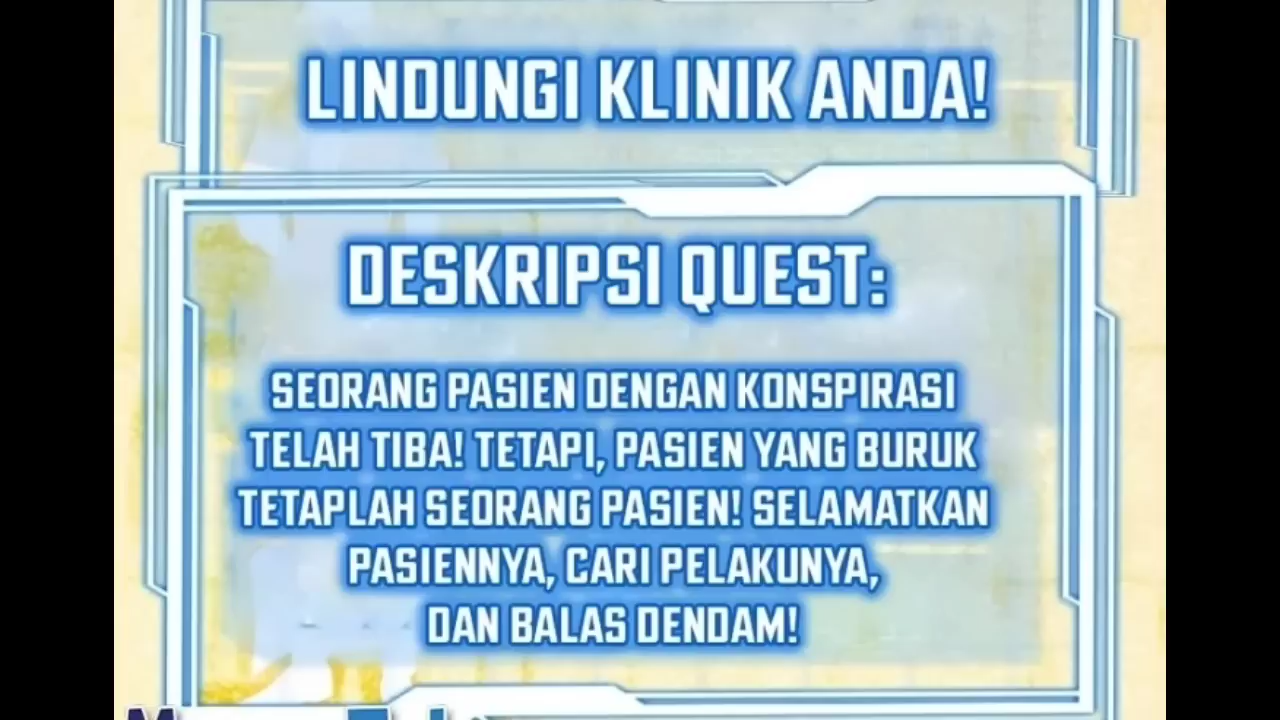 LINDUNGI KLINIK ANDA!
DESKRIPSI QUEST:
SEORANG PASIEN DENGAN KONSPIRASI
TELAH TIBA! TETAPI, PASIEN YANG BURUK
TETAPLAH SEORANG PASIEN! SELAMATKAN
PASIENNYA, CARI PELAKUNYA,
DAN BALAS DENDAM!